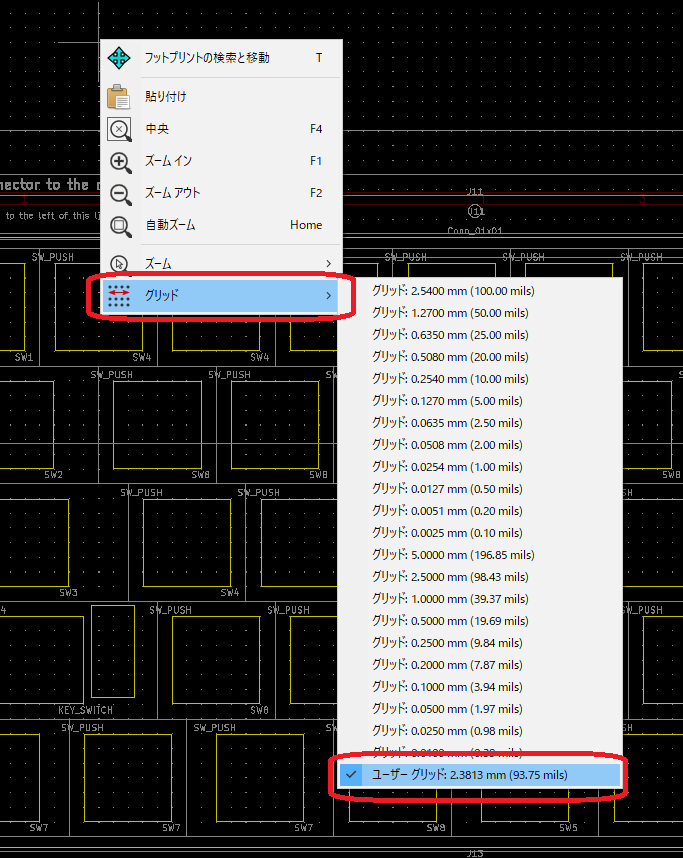 フットプリントの検索と移動 T
貼り付け
中央 F4
ズーム イン F1
nector to the
ズーム アウト F2
J11
to the left of this
自動ズーム Home
J11
Conn_01x01
SW_PUSH
ズーム
SW_PUSH SW_PUSH SW_PUSH
グリッド
グリッド: 2.5400 mm (100.00 mils)
グリッド: 1.2700 mm (50.00 mils)
グリッド: 0.6350 mm (25.00 mils)
SW1 SW4 SW4
グリッド: 0.5080 mm (20.00 mils)
SW_PUSH SW_PUSH
グリッド: 0.2540 mm (10.00 mils)
グリッド: 0.1270 mm (5.00 mils)
グリッド: 0.0635 mm (2.50 mils)
グリッド: 0.0508 mm (2.00 mils)
グリッド: 0.0254 mm (1.00 mils)
SW2 SW8 SW8 SW8
グリッド: 0.0127 mm (0.50 mils)
SW_PUSH SW_PUSH
グリッド: 0.0051 mm (0.20 mils)
グリッド: 0.0025 mm (0.10 mils)
グリッド: 5.0000 mm (196.85 mils)
グリッド: 2.5000 mm (98.43 mils)
SW3 SW4
グリッド: 1.0000 mm (39.37 mils)
SW_PUSH SW_PUSH
グリッド: 0.5000 mm (19.69 mils)
グリッド: 0.2500 mm (9.84 mils)
グリッド: 0.2000 mm (7.87 mils)
グリッド: 0.1000 mm (3.94 mils)
KEY_SWITCH SW8
グリッド: 0.0500 mm (1.97 mils)
SW_PUSH SW_PUSH
グリッド: 0.0250 mm (0.98 mils)
ユーザー グリッド: 2.3813 mm (93.75 mils)
SW7 SW7 SW7 SW8 SW5
J13